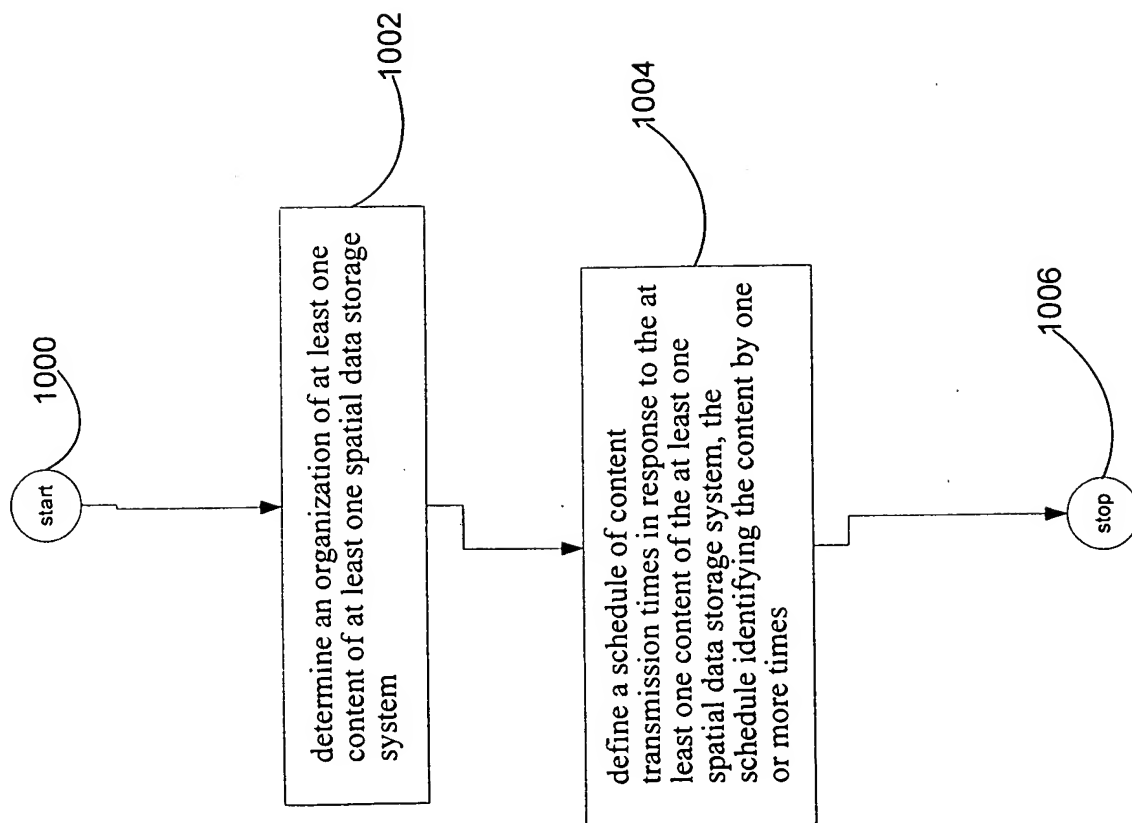 1000
start
1002
determine an organization of at least one
content of at least one spatial data storage
system
1004
define a schedule of content
transmission times in response to the at
least one content of the at least one
spatial data storage system, the
schedule identifying the content by one
or more times
1006
stop